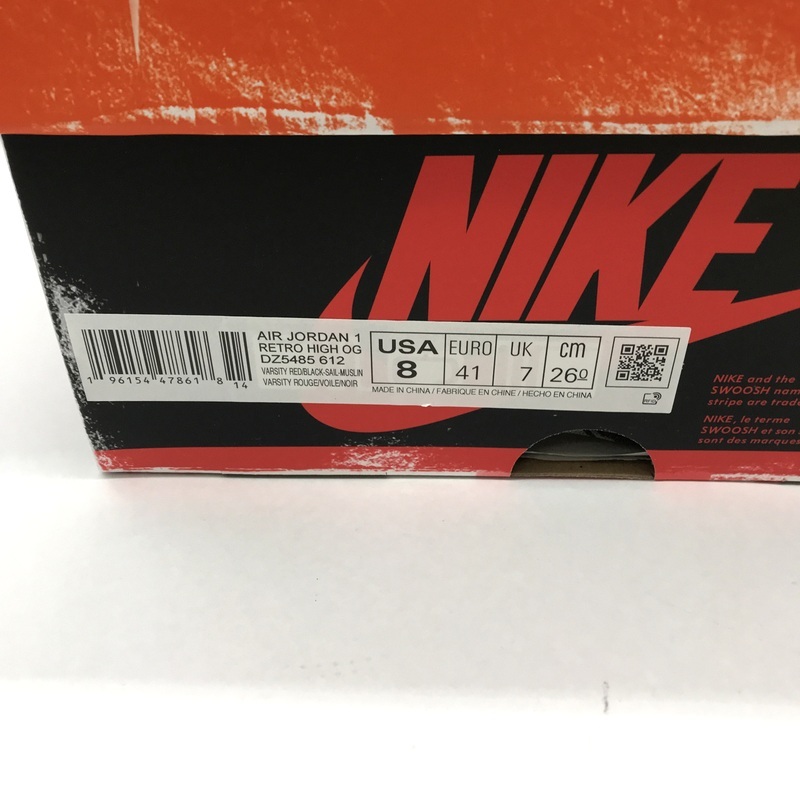 NIKE
AIR JORDAN 1
RETRO HIGH OG
DZ5485 612
VARSITY RED/BLACK-SAIL-MUSLIN
VARSITY ROUGE/VOILE/NOIR
1 96154 47861 8 14
USA EURO UK cm
8 41 7 26.0
MADE IN CHINA / FABRIQUE EN CHINE / HECHO EN CHINA
NIKE and the
SWOOSH nam
stripe are trade
NIKE, le terme
SWOOSH et son
sont des marques